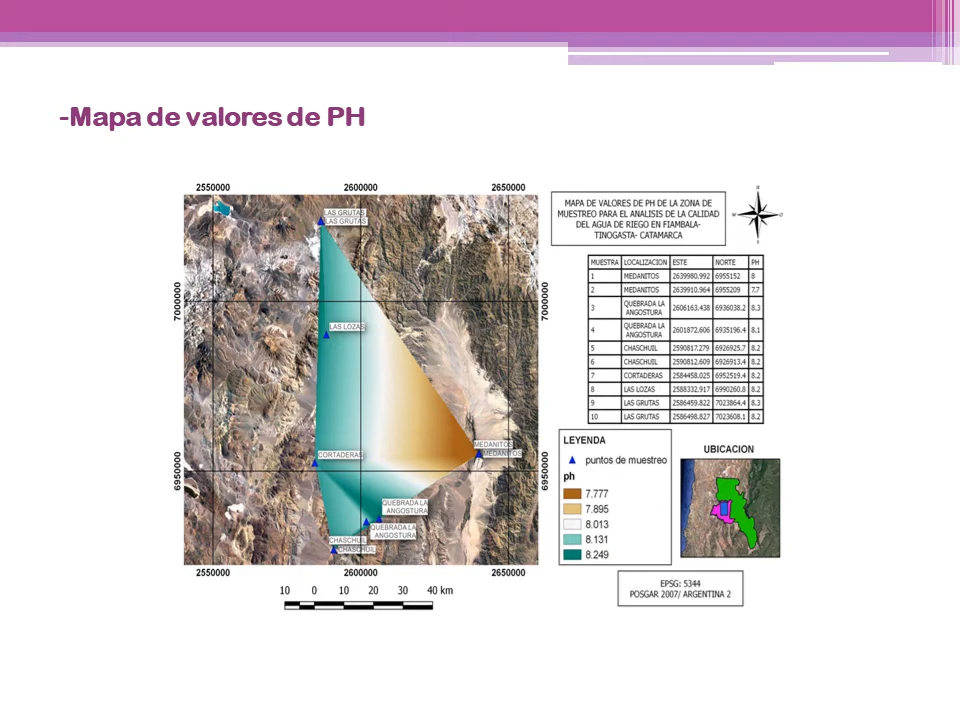 -Mapa de valores de PH
2550000 2600000 2650000
MAPA DE VALORES DE PH DE LA ZONA DE
MUESTREO PARA EL ANALISIS DE LA CALIDAD
DEL AGUA DE RIEGO EN FIAMBALA-
TINOGASTA- CATAMARCA
LAS GRUTAS
LAS GRUTAS
7000000
7000000
LAS LOZAS
MEDANITOS
MEDANITOS
CORTADERAS
6950000
6950000
QUEBRADA LA
ANGOSTURA
QUEBRADA LA
ANGOSTURA
CHASCHUIL
CHASCHUIL
2550000 2600000 2650000
10 0 10 20 30 40 km
MUESTRA LOCALIZACION ESTE NORTE PH
1 MEDANITOS 2639980.992 6955152 8
2 MEDANITOS 2639910.964 6955209 7.7
3 QUEBRADA LA ANGOSTURA 2606163.438 6936038.2 8.3
4 QUEBRADA LA ANGOSTURA 2601872.606 6935196.4 8.1
5 CHASCHUIL 2590817.279 6926925.7 8.2
6 CHASCHUIL 2590812.609 6926913.4 8.2
7 CORTADERAS 2584458.025 6952519.4 8.2
8 LAS LOZAS 2588332.917 6990260.8 8.2
9 LAS GRUTAS 2586459.822 7023864.4 8.3
10 LAS GRUTAS 2586498.827 7023608.1 8.2
LEYENDA
puntos de muestreo
ph
7.777
7.895
8.013
8.131
8.249
UBICACION
EPSG: 5344
POSGAR 2007/ ARGENTINA 2